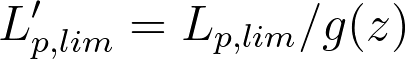 $L'_{p,lim} = L_{p,lim}/g(z)$